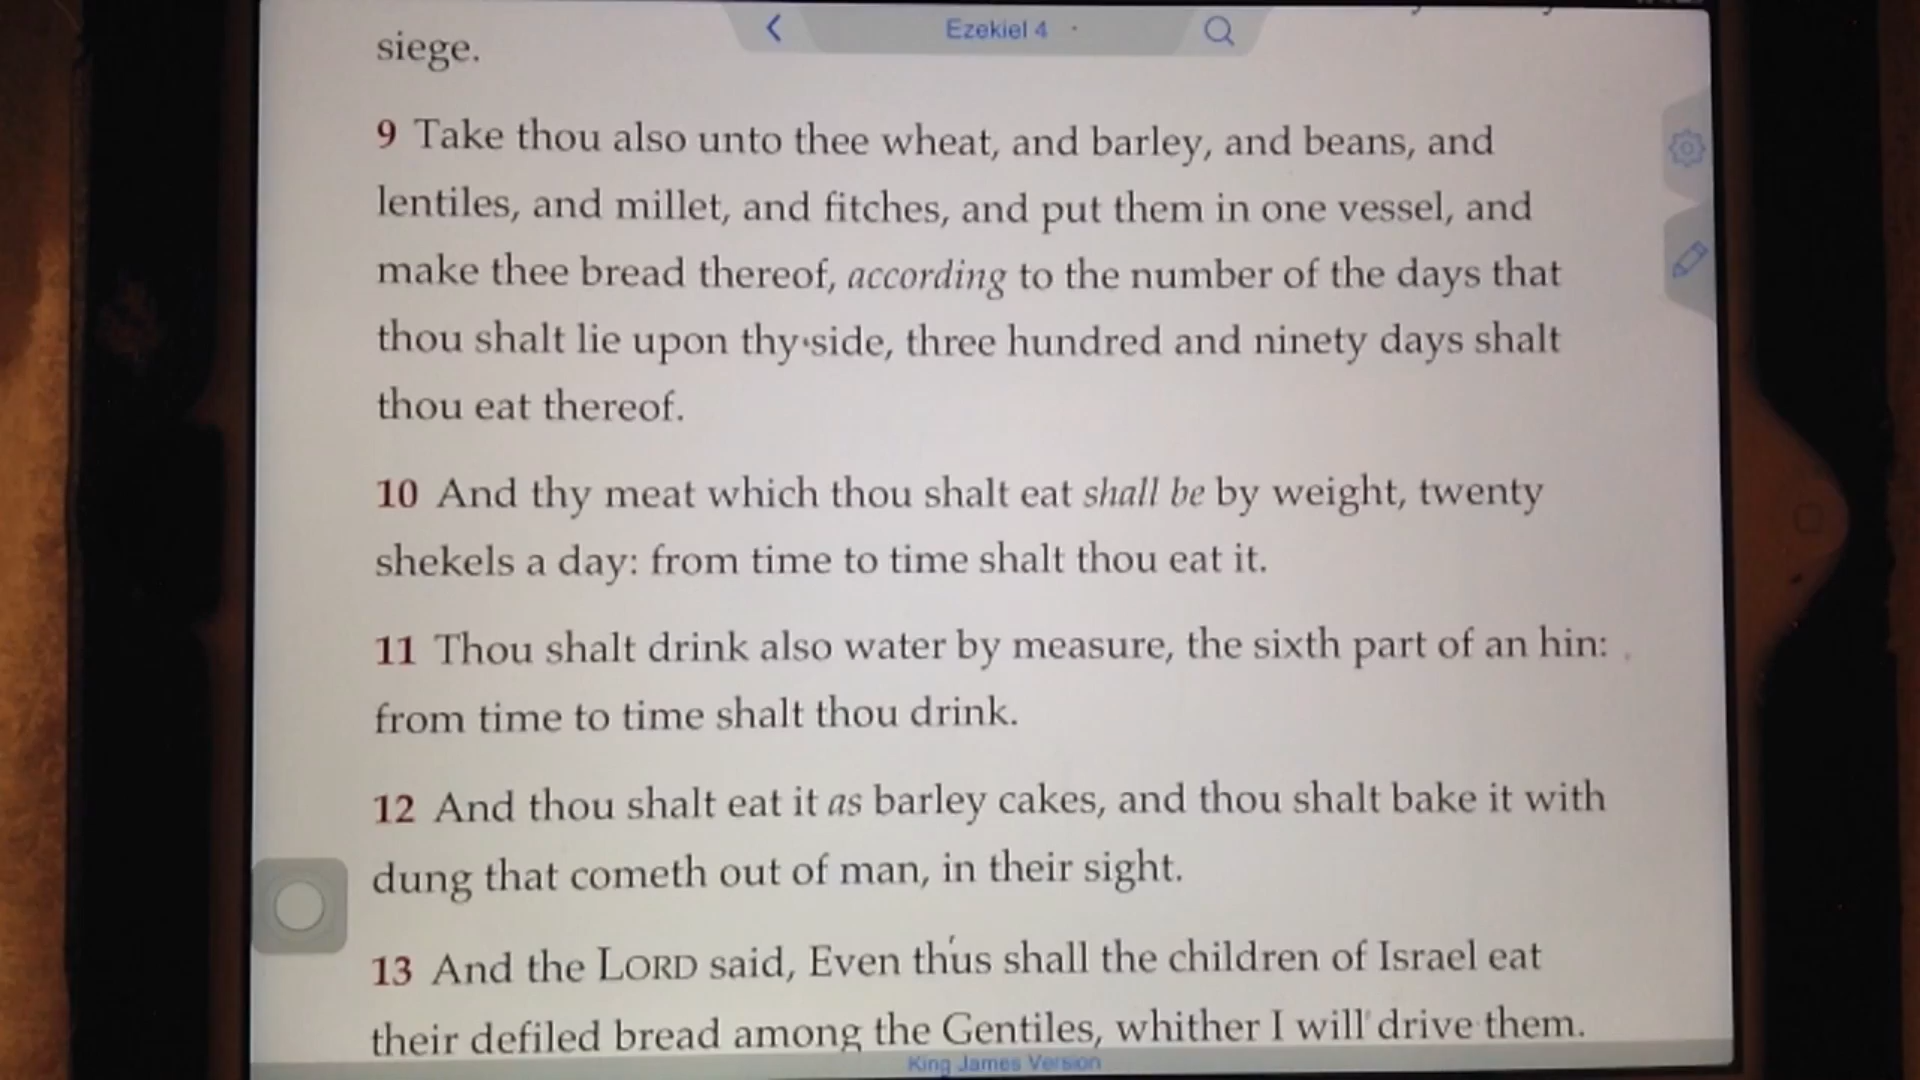 Ezekiel 4
siege.
9 Take thou also unto thee wheat, and barley, and beans, and
lentiles, and millet, and fitches, and put them in one vessel, and
make thee bread thereof, according to the number of the days that
thou shalt lie upon thy side, three hundred and ninety days shalt
thou eat thereof.
10 And thy meat which thou shalt eat shall be by weight, twenty
shekels a day: from time to time shalt thou eat it.
11 Thou shalt drink also water by measure, the sixth part of an hin:
from time to time shalt thou drink.
12 And thou shalt eat it as barley cakes, and thou shalt bake it with
dung that cometh out of man, in their sight.
13 And the LORD said, Even thus shall the children of Israel eat
their defiled bread among the Gentiles, whither I will drive them.
King James Version